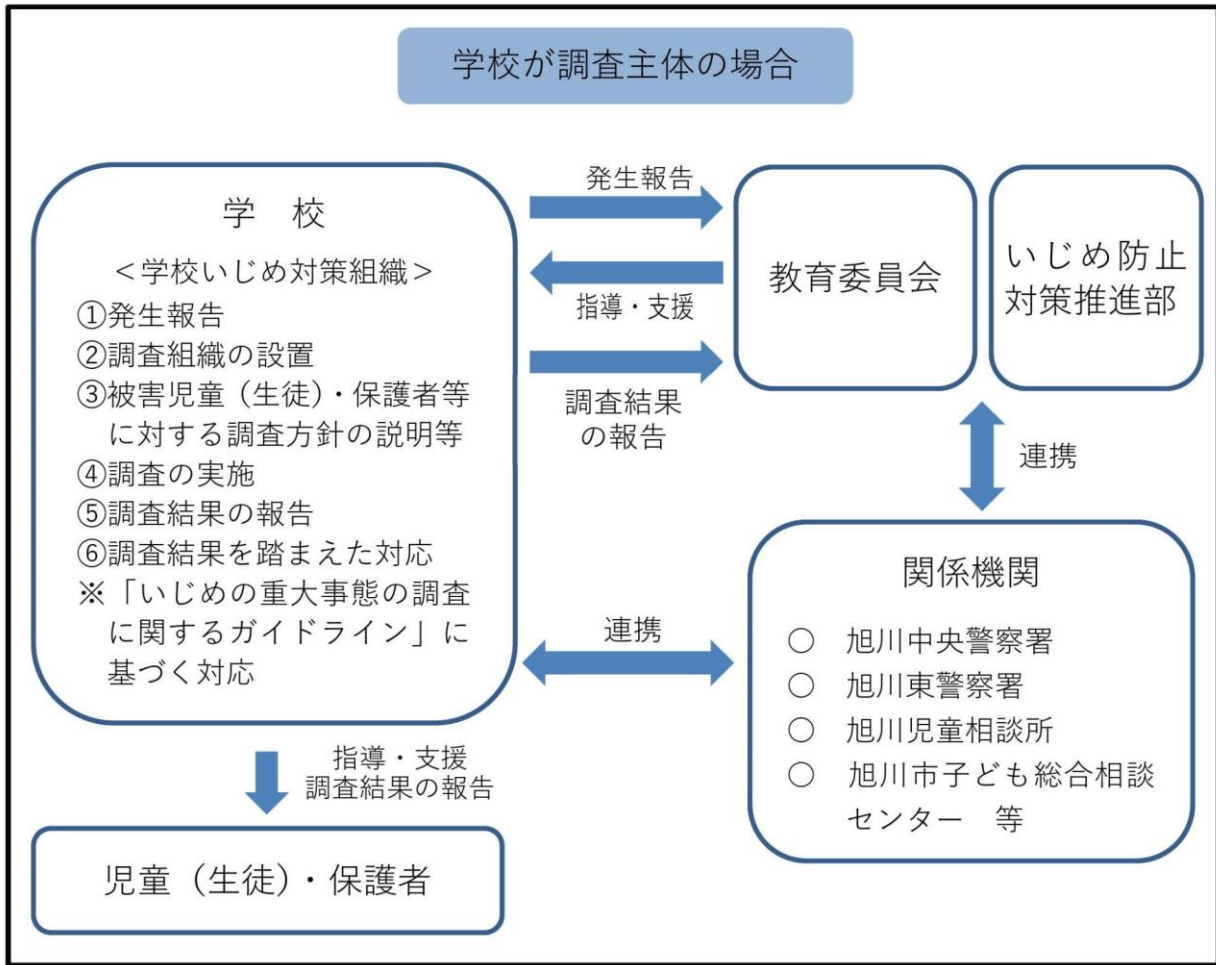 学校が調査主体の場合
学　校
＜学校いじめ対策組織＞
①発生報告
②調査組織の設置
③被害児童（生徒）・保護者等
に対する調査方針の説明等
④調査の実施
⑤調査結果の報告
⑥調査結果を踏まえた対応
※「いじめの重大事態の調査
に関するガイドライン」に
基づく対応
発生報告
指導・支援
調査結果
の報告
教育委員会
いじめ防止
対策推進部
連携
連携
関係機関
○　旭川中央警察署
○　旭川東警察署
○　旭川児童相談所
○　旭川市子ども総合相談
センター　等
指導・支援
調査結果の報告
児童（生徒）・保護者